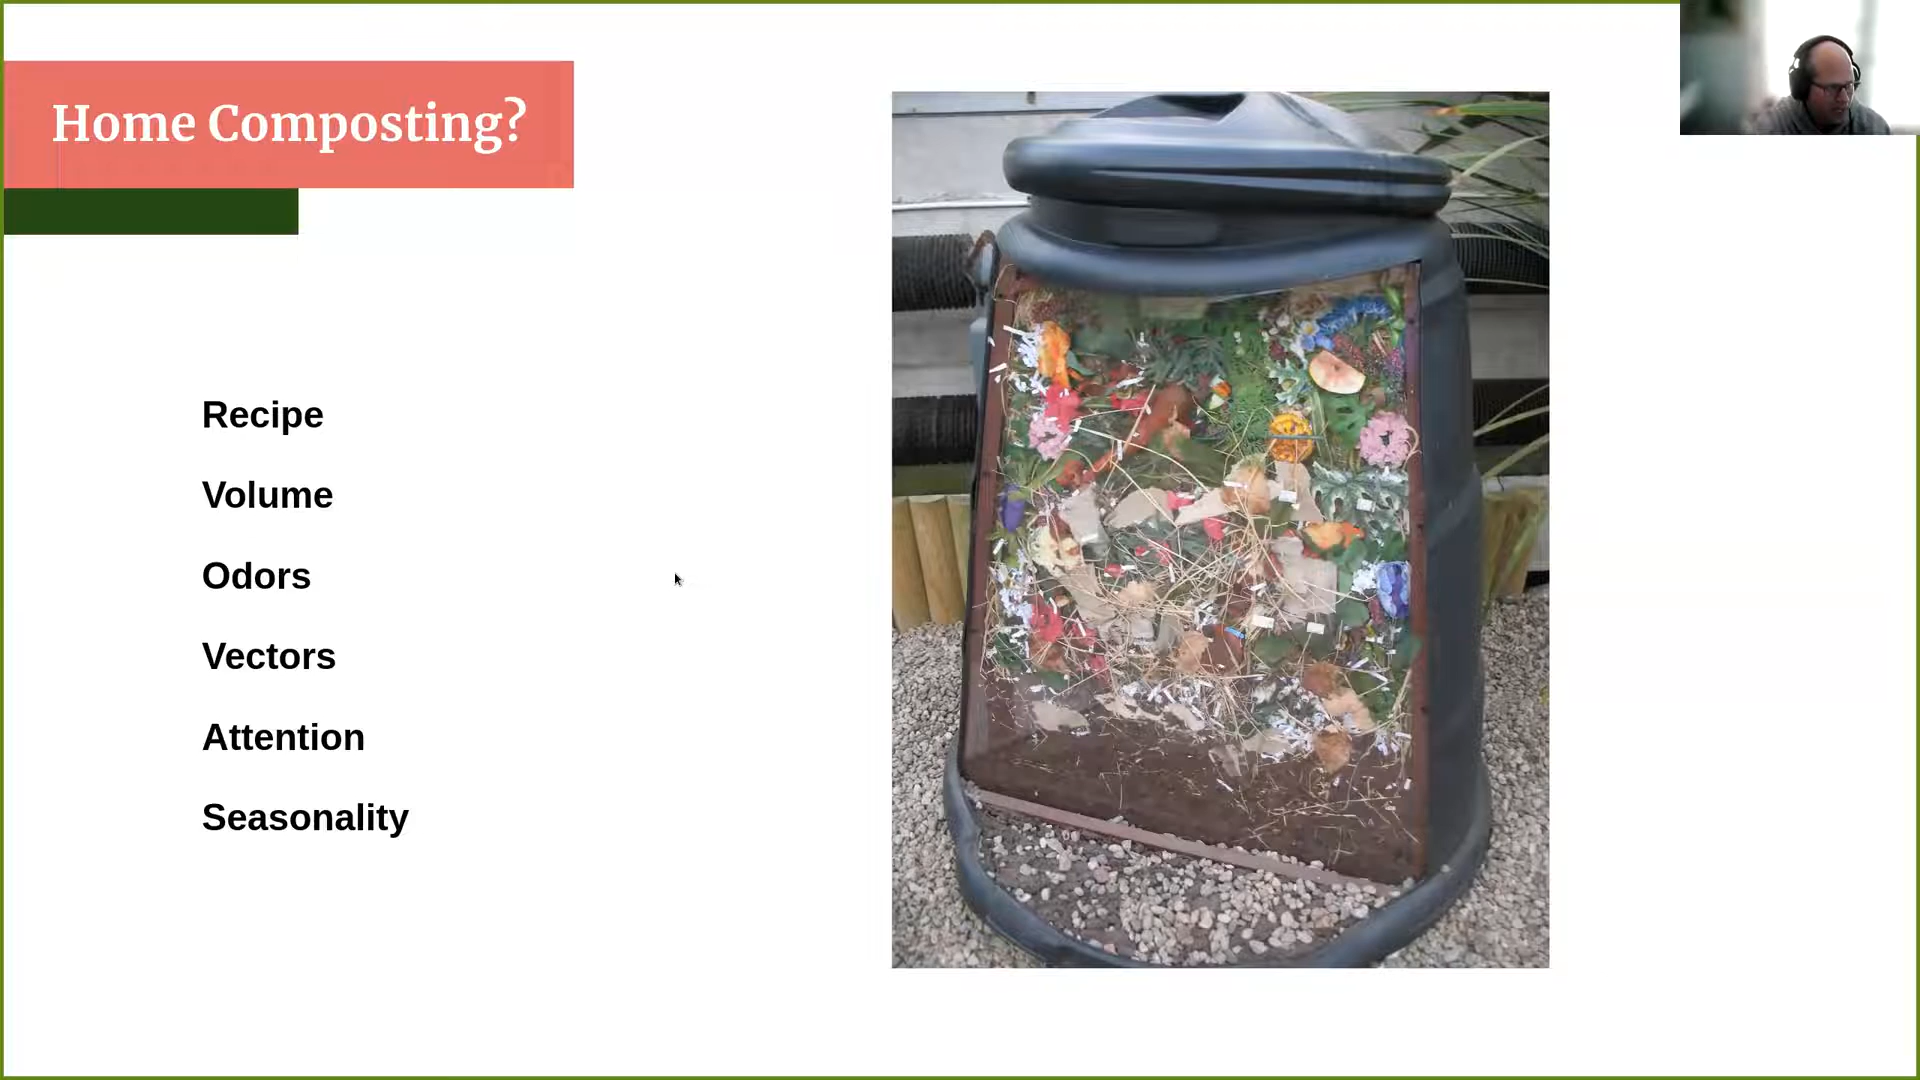 Home Composting?
Recipe
Volume
Odors
Vectors
Attention
Seasonality